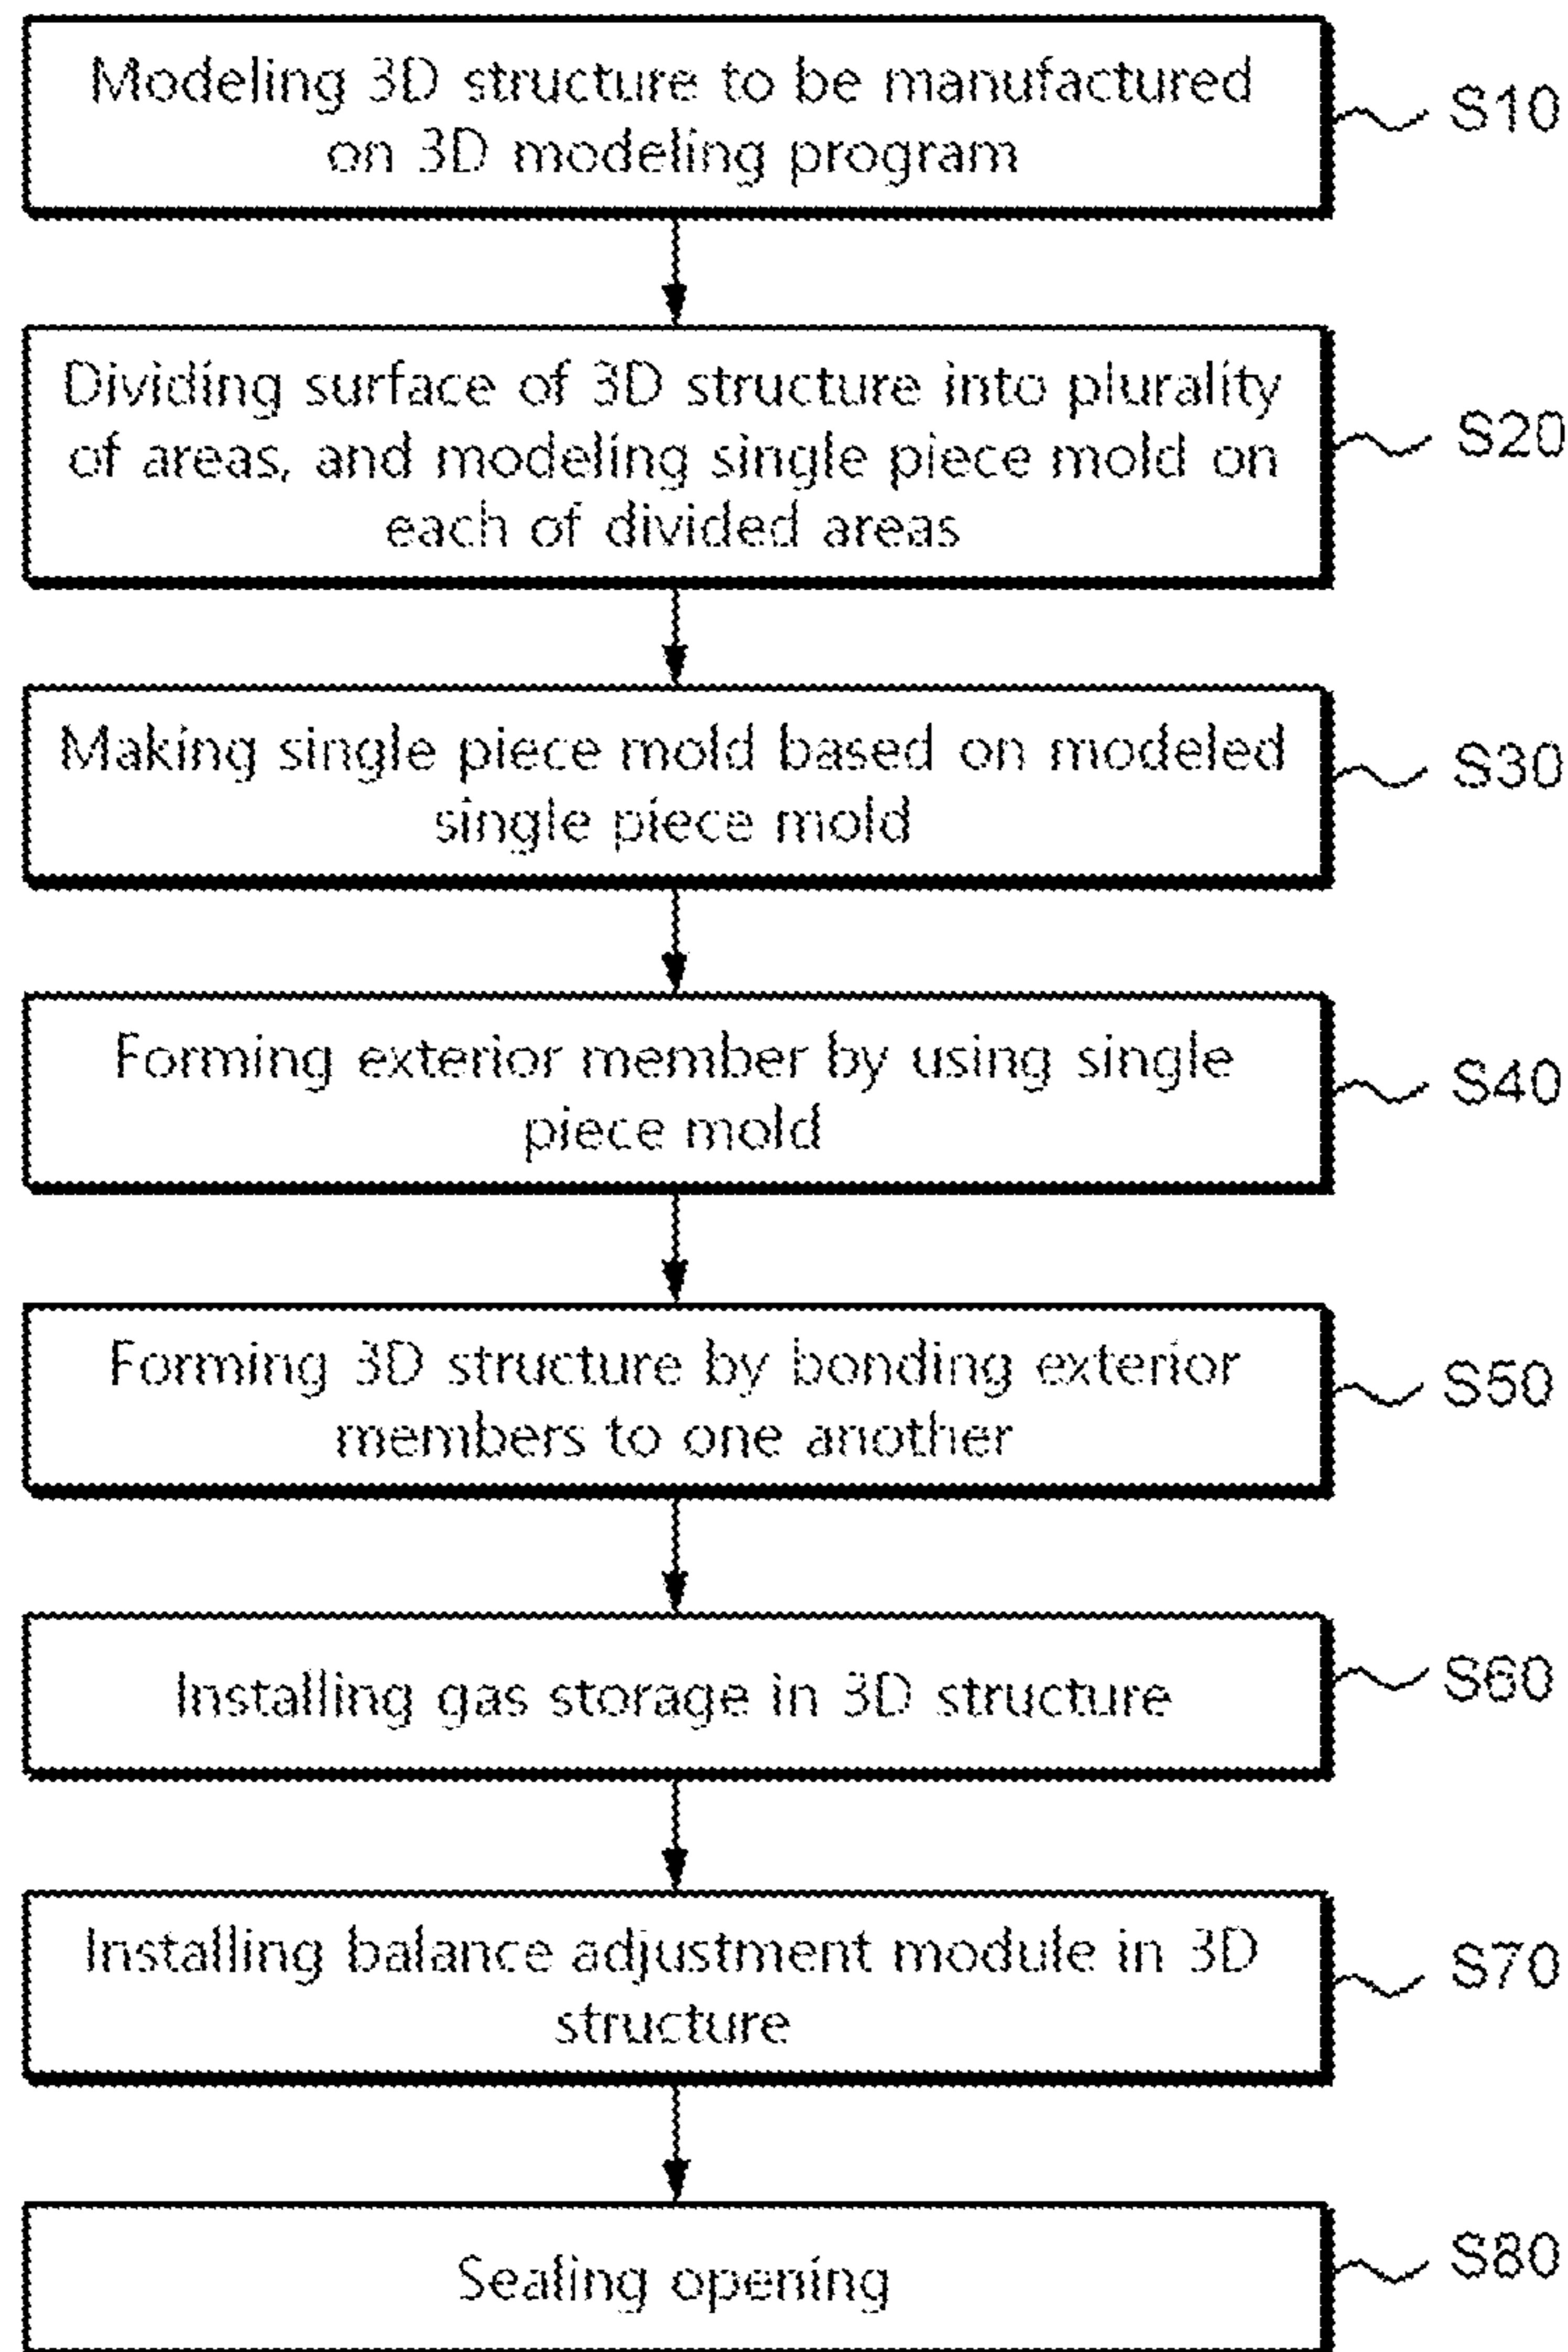 Modeling 3D structure to be manufactured
on 3D modeling program
S10
Dividing surface of 3D structure into plurality
of areas, and modeling single piece mold on
each of divided areas
S20
Making single piece mold based on modeled
single piece mold
S30
Forming exterior member by using single
piece mold
S40
Forming 3D structure by bonding exterior
members to one another
S50
Installing gas storage in 3D structure
S60
Installing balance adjustment module in 3D
structure
S70
Sealing opening
S80